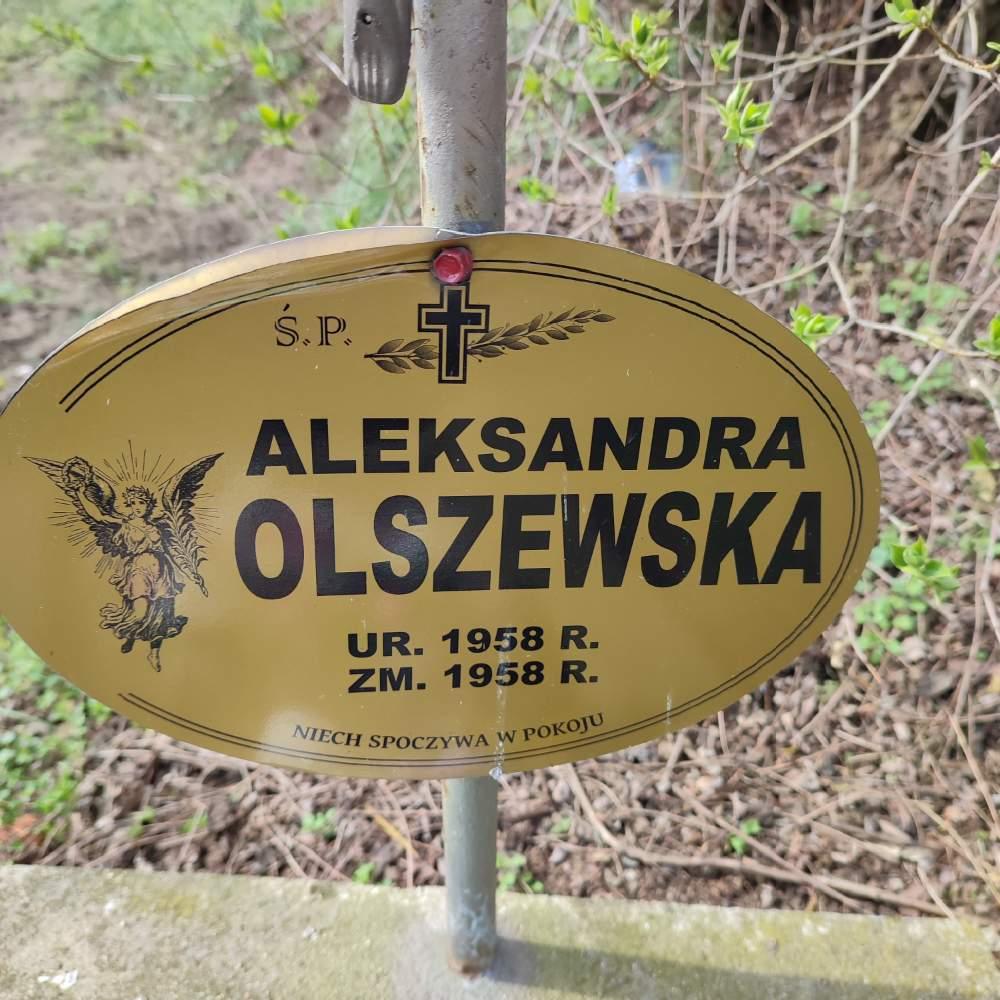 Ś.P.
ALEKSANDRA
OLSZEWSKA
UR. 1958 R.
ZM. 1958 R.
NIECH SPOCZYWA W POKOJU